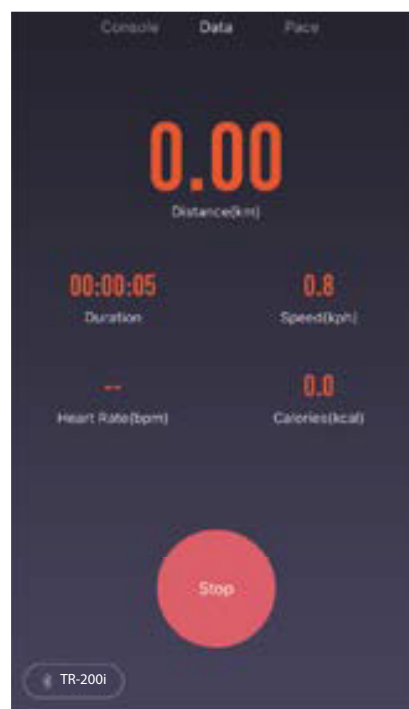 Console Data Pace
0.00
Distance(km)
00:00:05 0.8
Duration Speed(kph)
-- 0.0
Heart Rate(bpm) Calories(kcal)
Stop
TR-200i